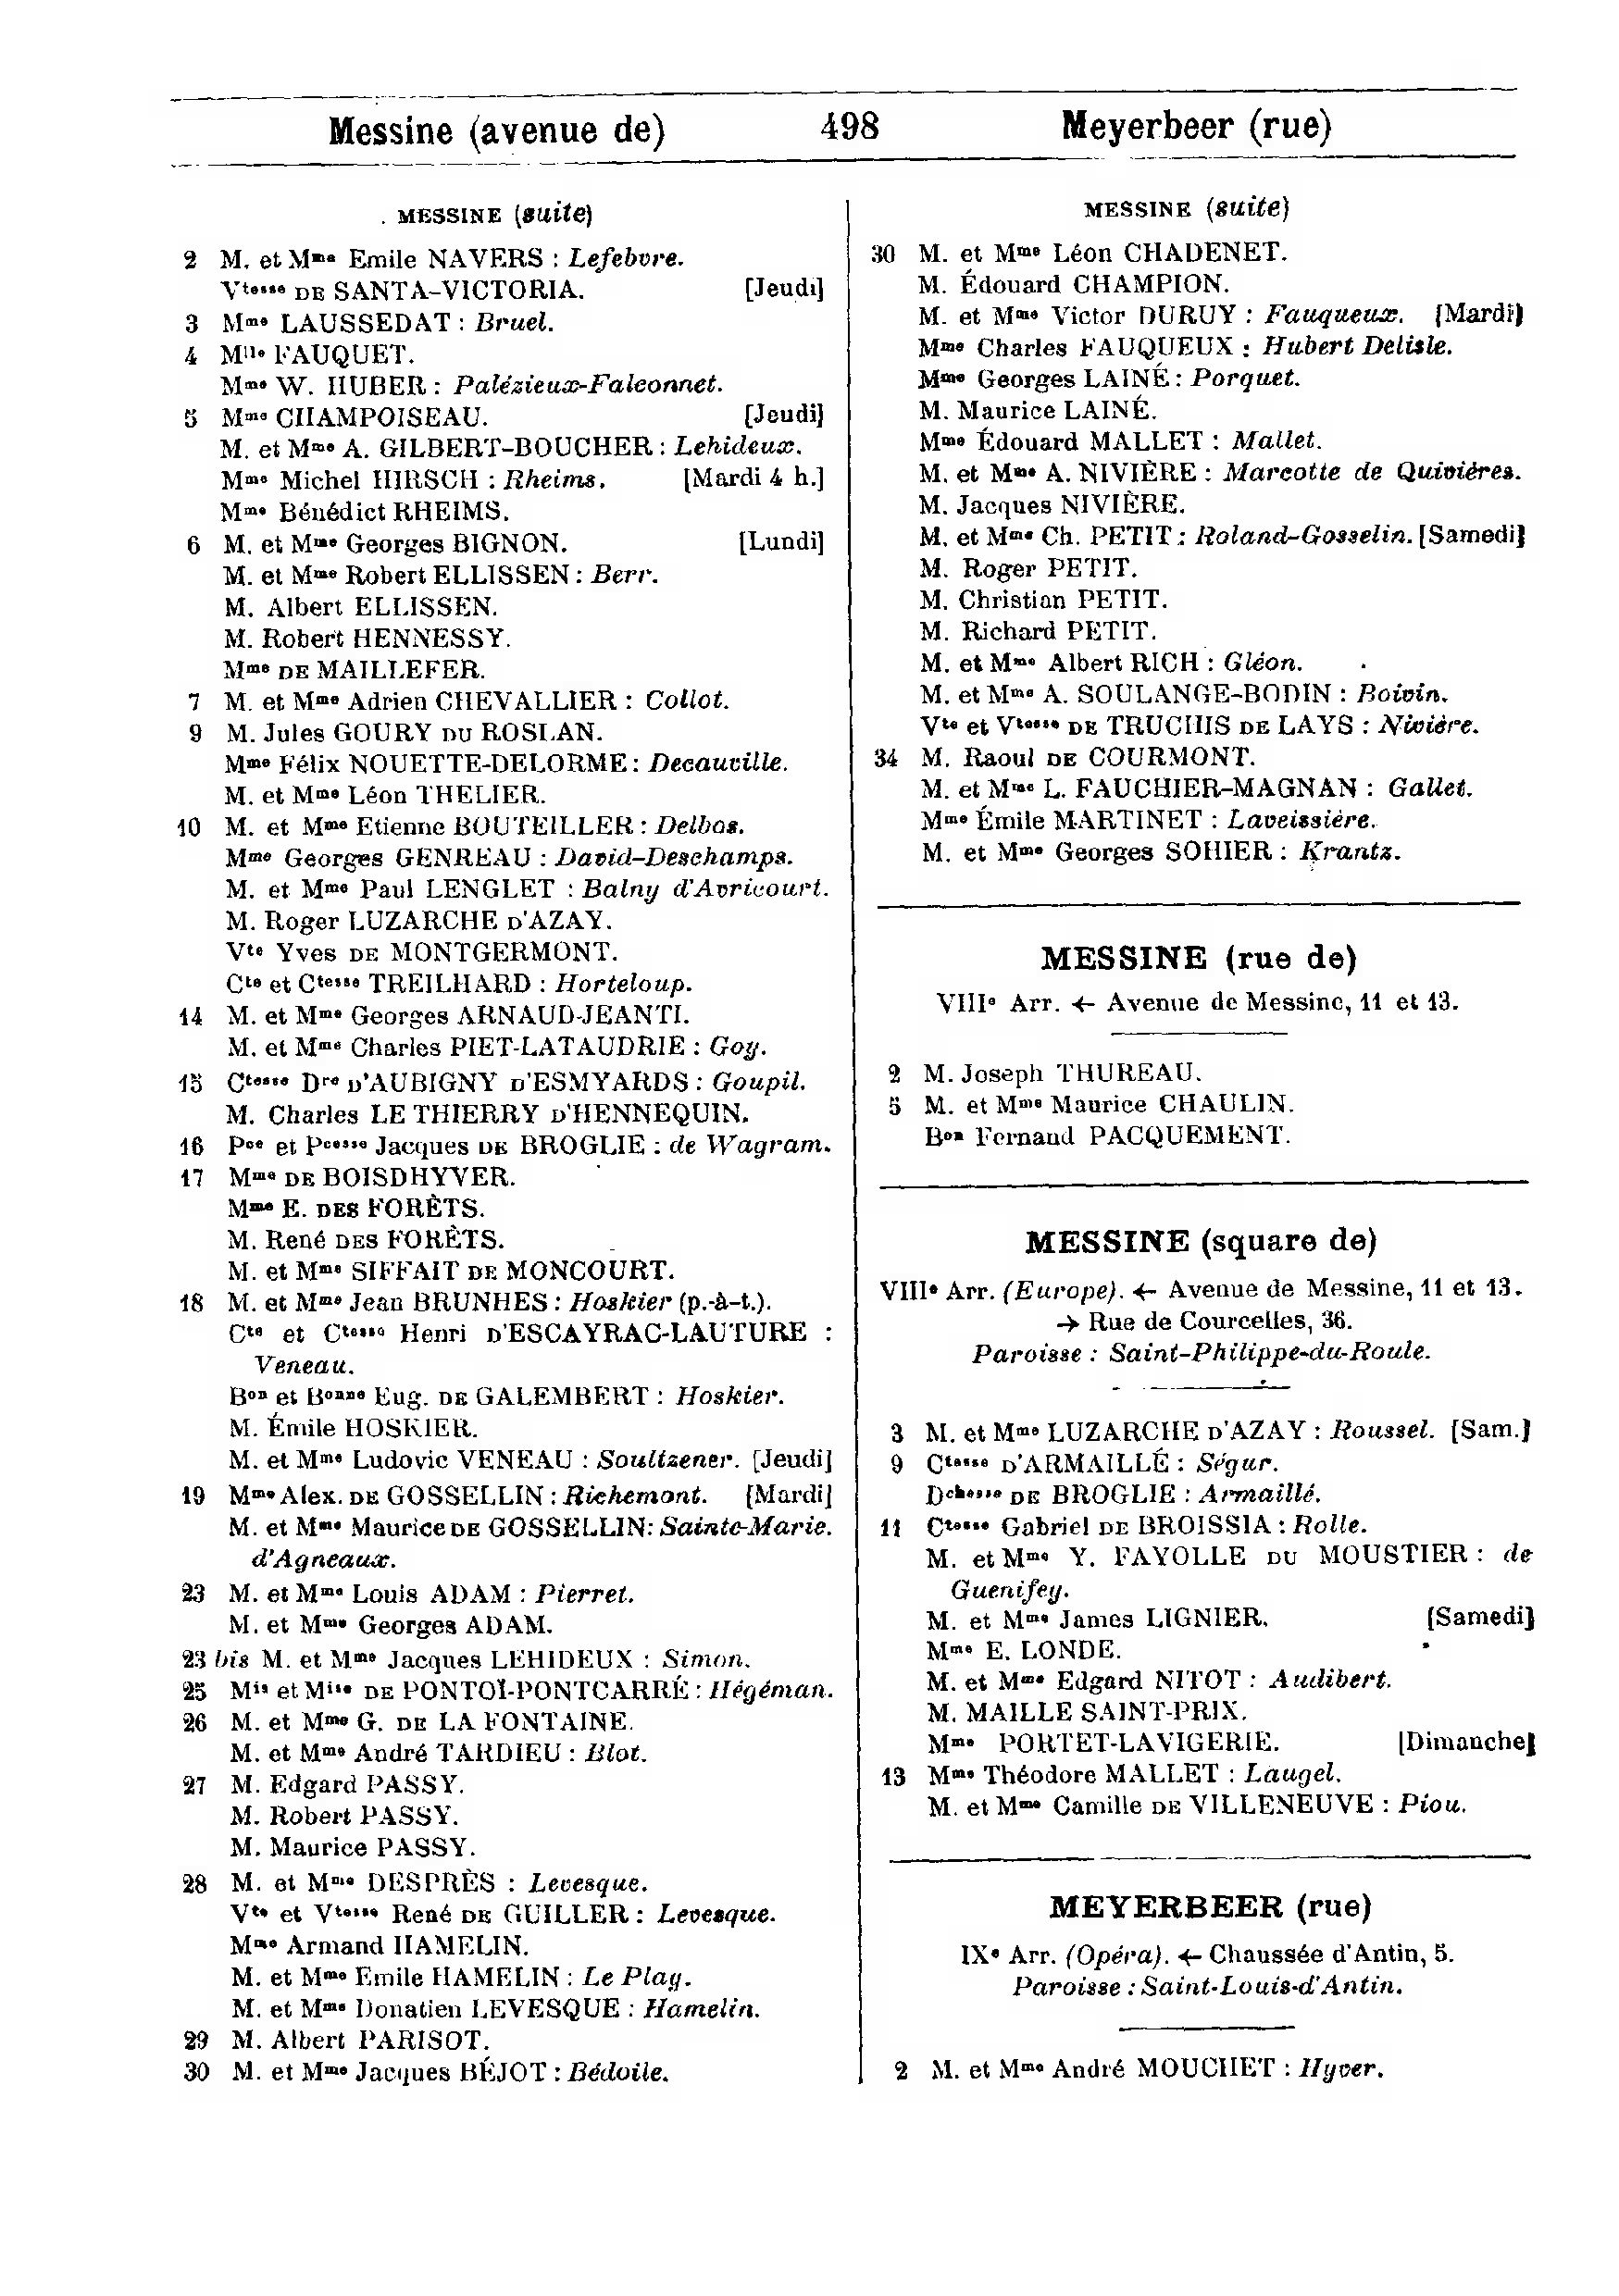 Messine (avenue de) 498 Meyerbeer (rue)
MESSINE (suite)
2 M. et Mme Emile NAVERS : Lefebvre.
Vtesse DE SANTA-VICTORIA. [Jeudi]
3 Mme LAUSSEDAT : Bruel.
4 Mlle FAUQUET.
Mme W. HUBER : Palézieux-Falconnet.
5 Mme CHAMPOISEAU. [Jeudi]
M. et Mme A. GILBERT-BOUCHER : Lehideux.
Mme Michel HIRSCH : Rheims. [Mardi 4 h.]
Mme Bénédict RHEIMS.
6 M. et Mme Georges BIGNON. [Lundi]
M. et Mme Robert ELLISSEN : Berr.
M. Albert ELLISSEN.
M. Robert HENNESSY.
Mme DE MAILLEFER.
7 M. et Mme Adrien CHEVALLIER : Collot.
9 M. Jules GOURY DU ROSLAN.
Mme Félix NOUETTE-DELORME : Decauville.
M. et Mme Léon THELIER.
10 M. et Mme Etienne BOUTEILLER : Delbos.
Mme Georges GENREAU : David-Deschamps.
M. et Mme Paul LENGLET : Balny d'Avricourt.
M. Roger LUZARCHE D'AZAY.
Vte Yves DE MONTGERMONT.
Cte et Ctesse TREILHARD : Horteloup.
14 M. et Mme Georges ARNAUD-JEANTI.
M. et Mme Charles PIET-LATAUDRIE : Goy.
15 Ctesse Dre D'AUBIGNY D'ESMYARDS : Goupil.
M. Charles LE THIERRY D'HENNEQUIN.
16 Pce et Pcesse Jacques DE BROGLIE : de Wagram.
17 Mme DE BOISDHYVER.
Mme E. DES FORÊTS.
M. René DES FORÊTS.
M. et Mme SIFFAIT DE MONCOURT.
18 M. et Mme Jean BRUNHES : Hoskier (p.-à-t.).
Cte et Ctesse Henri D'ESCAYRAC-LAUTURE :
Veneau.
Bon et Bonne Eug. DE GALEMBERT : Hoskier.
M. Émile HOSKIER.
M. et Mme Ludovic VENEAU : Soultzener. [Jeudi]
19 Mme Alex. DE GOSSELLIN : Richemont. [Mardi]
M. et Mme Maurice DE GOSSELLIN : Sainte-Marie.
d'Agneaux.
23 M. et Mme Louis ADAM : Pierret.
M. et Mme Georges ADAM.
23 bis M. et Mme Jacques LEHIDEUX : Simon.
25 Mis et Mise DE PONTOÏ-PONTCARRÉ : Hégéman.
26 M. et Mme G. DE LA FONTAINE.
M. et Mme André TARDIEU : Blot.
27 M. Edgard PASSY.
M. Robert PASSY.
M. Maurice PASSY.
28 M. et Mme DESPRÈS : Levesque.
Vte et Vtesse René DE GUILLER : Levesque.
Mme Armand HAMELIN.
M. et Mme Emile HAMELIN : Le Play.
M. et Mme Donatien LEVESQUE : Hamelin.
29 M. Albert PARISOT.
30 M. et Mme Jacques BÉJOT : Bédoile.
MESSINE (suite)
30 M. et Mme Léon CHADENET.
M. Édouard CHAMPION.
M. et Mme Victor DURUY : Fauqueux. [Mardi]
Mme Charles FAUQUEUX : Hubert Delisle.
Mme Georges LAINÉ : Porquet.
M. Maurice LAINÉ.
Mme Édouard MALLET : Mallet.
M. et Mme A. NIVIÈRE : Marcotte de Quivières.
M. Jacques NIVIÈRE.
M. et Mme Ch. PETIT : Roland-Gosselin. [Samedi]
M. Roger PETIT.
M. Christian PETIT.
M. Richard PETIT.
M. et Mme Albert RICH : Gléon.
M. et Mme A. SOULANGE-BODIN : Boivin.
Vte et Vtesse DE TRUCHIS DE LAYS : Nivière.
34 M. Raoul DE COURMONT.
M. et Mme L. FAUCHIER-MAGNAN : Gallet.
Mme Émile MARTINET : Laveissière.
M. et Mme Georges SOHIER : Krantz.
MESSINE (rue de)
VIIIe Arr. ← Avenue de Messine, 11 et 13.
2 M. Joseph THUREAU.
5 M. et Mme Maurice CHAULIN.
Bon Fernand PACQUEMENT.
MESSINE (square de)
VIIIe Arr. (Europe). ← Avenue de Messine, 11 et 13.
→ Rue de Courcelles, 36.
Paroisse : Saint-Philippe-du-Roule.
3 M. et Mme LUZARCHE D'AZAY : Roussel. [Sam.]
9 Ctesse D'ARMAILLÉ : Ségur.
Dchesse DE BROGLIE : Armaillé.
11 Ctesse Gabriel DE BROISSIA : Rolle.
M. et Mme Y. FAYOLLE DU MOUSTIER : de
Guenifey.
M. et Mme James LIGNIER. [Samedi]
Mme E. LONDE.
M. et Mme Edgard NITOT : Audibert.
M. MAILLE SAINT-PRIX.
Mme PORTET-LAVIGERIE. [Dimanche]
13 Mme Théodore MALLET : Laugel.
M. et Mme Camille DE VILLENEUVE : Piou.
MEYERBEER (rue)
IXe Arr. (Opéra). ← Chaussée d'Antin, 5.
Paroisse : Saint-Louis-d'Antin.
2 M. et Mme André MOUCHET : Hyver.